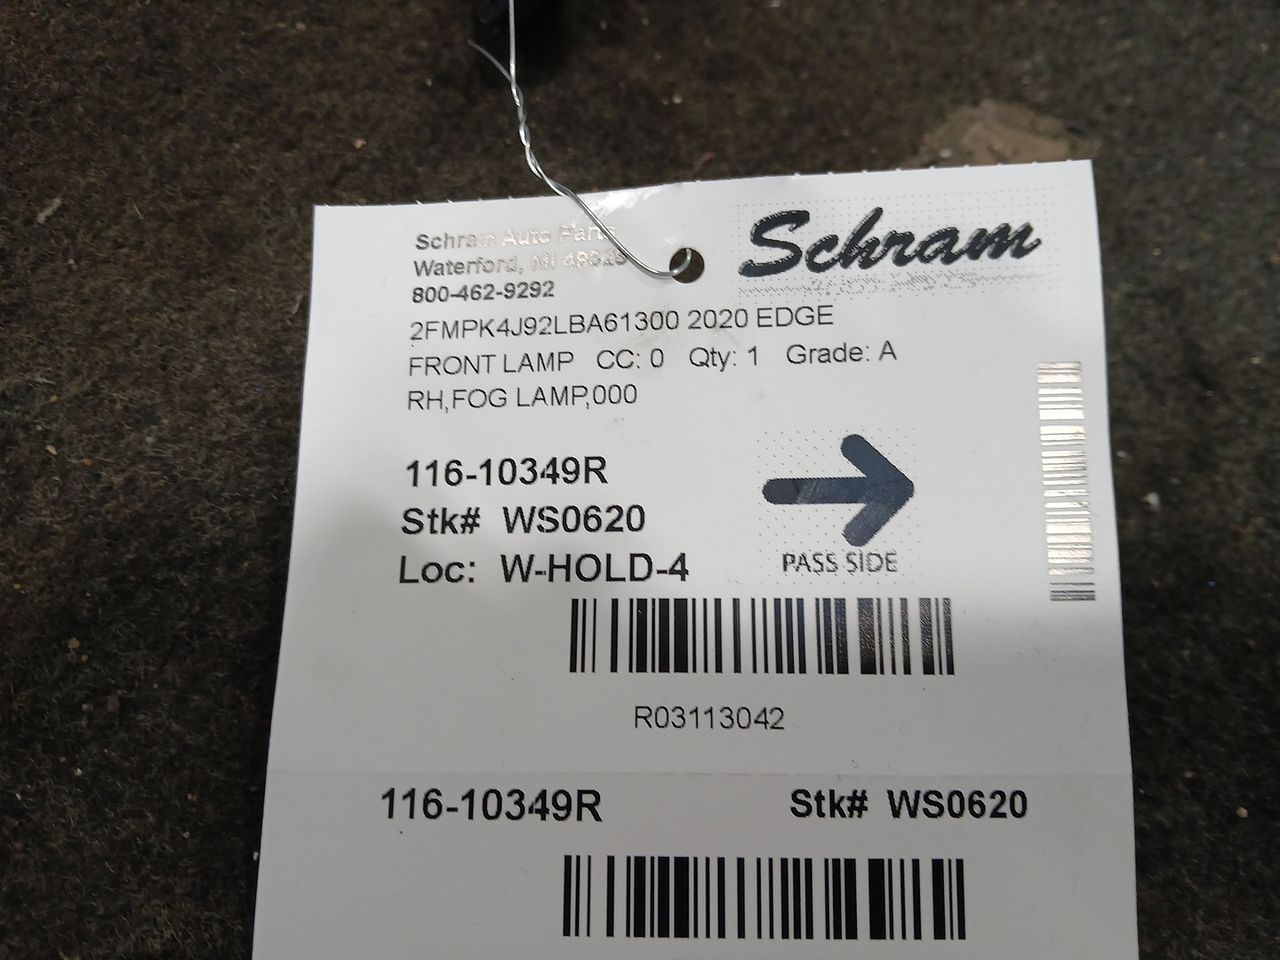 Schram Auto Parts
Waterford, MI
800-462-9292
Schram
2FMPK4J92LBA61300 2020 EDGE
FRONT LAMP CC: 0 Qty: 1 Grade: A
RH,FOG LAMP,000
116-10349R
Stk# WS0620
Loc: W-HOLD-4
PASS SIDE
R03113042
116-10349R Stk# WS0620